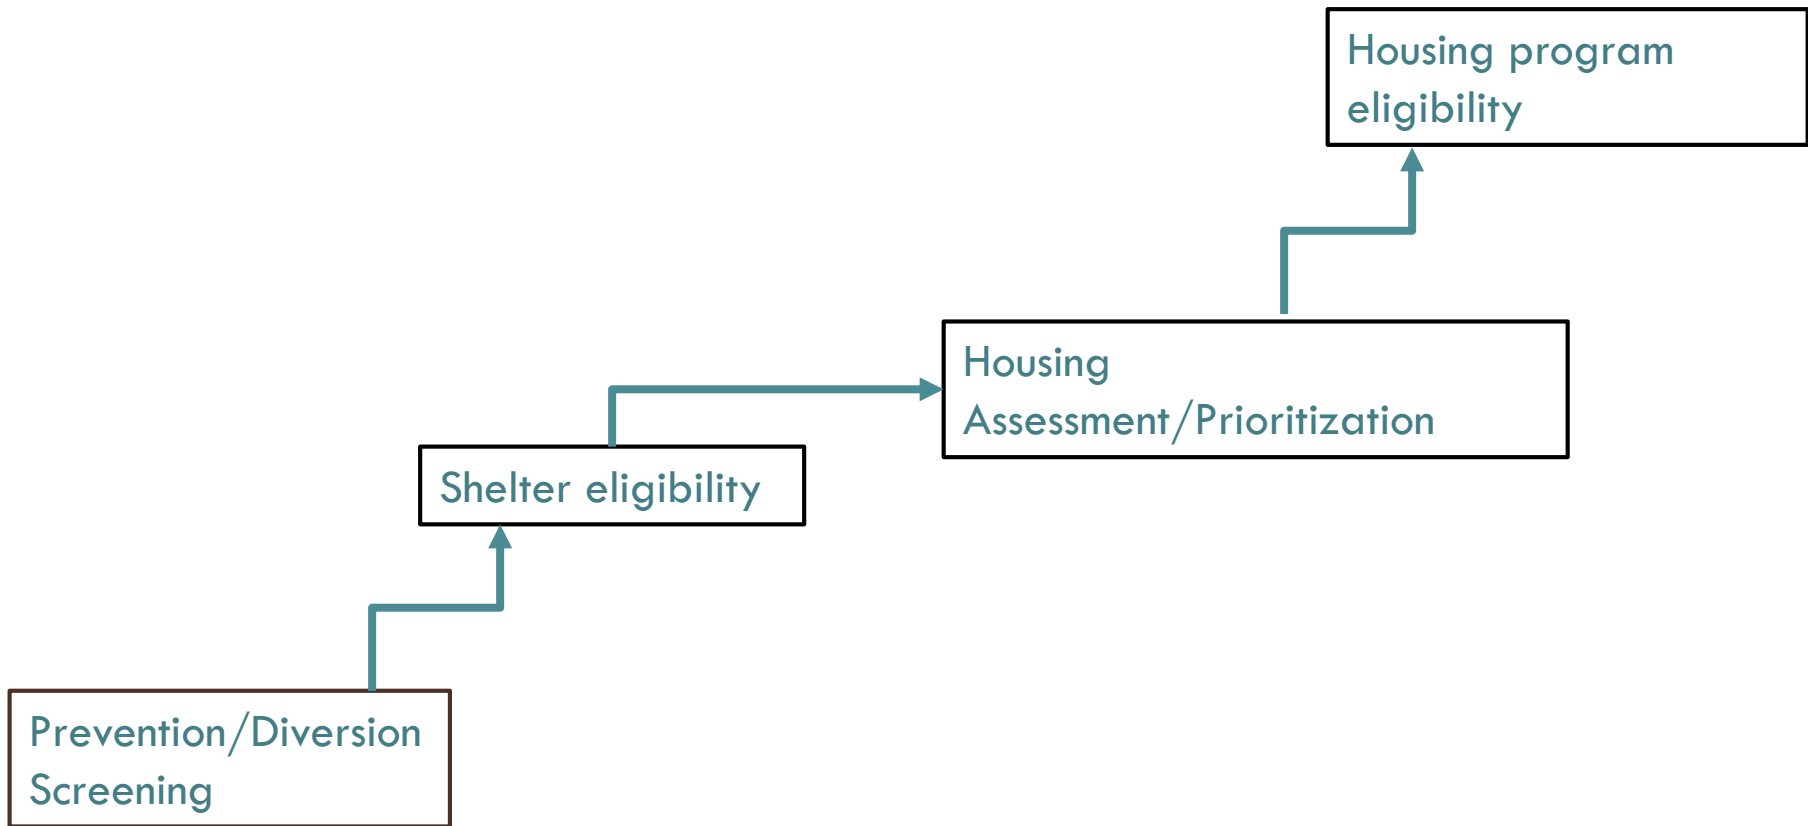 Housing program
eligibility
Housing
Assessment/Prioritization
Shelter eligibility
Prevention/Diversion
Screening